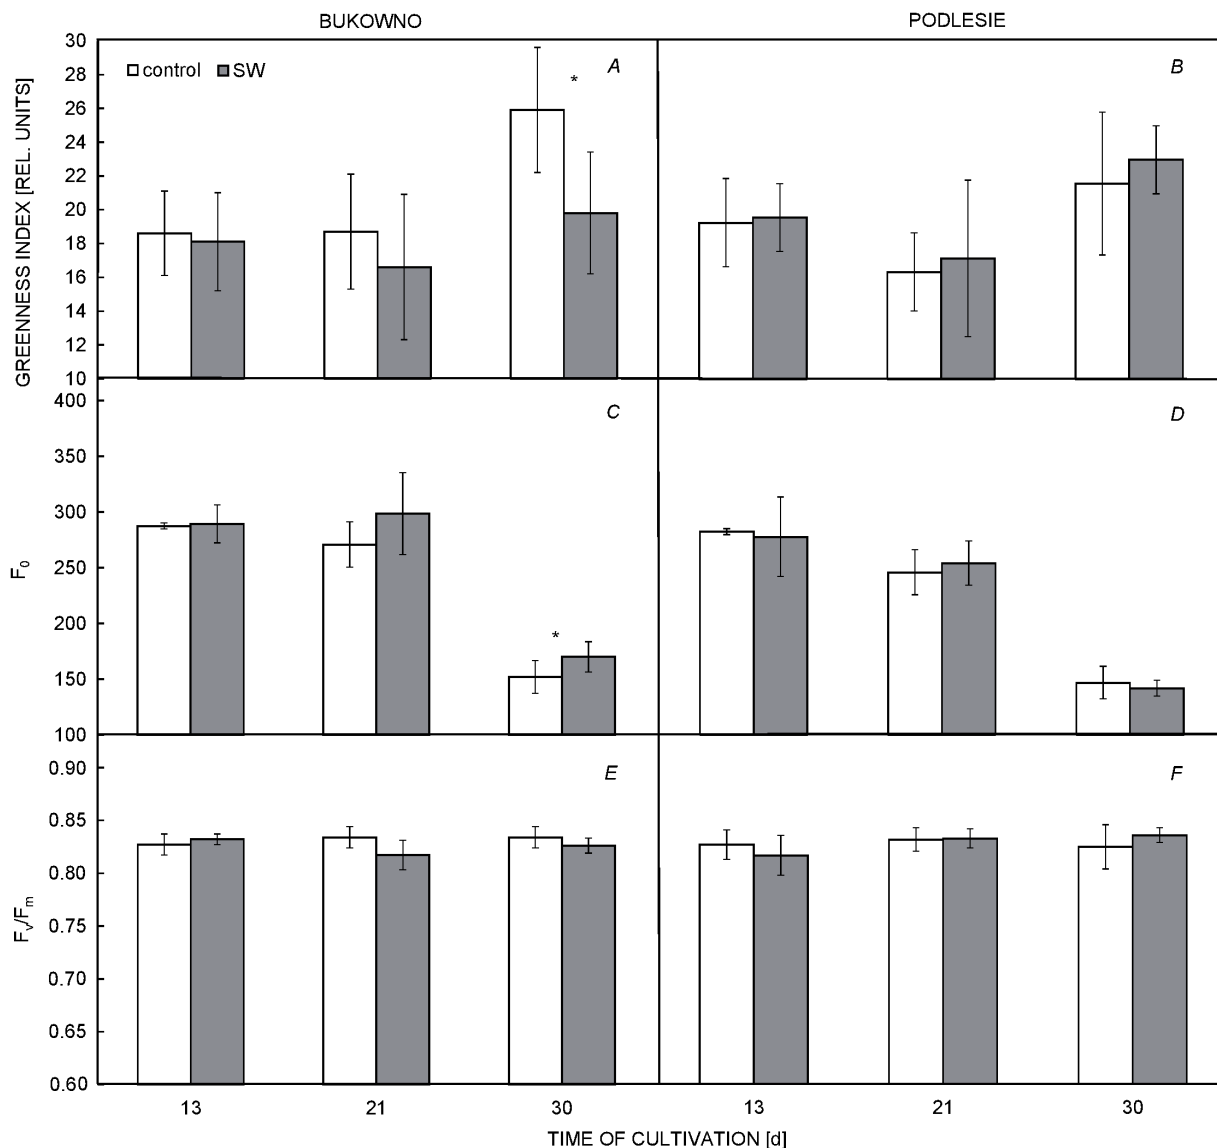 BUKOWNO
PODLESIE
GREENNESS INDEX [REL. UNITS]
30
28
26
24
22
20
18
16
14
12
10
control
SW
*
A
B
F0
400
350
300
250
200
150
100
*
C
D
Fv/Fm
0.90
0.85
0.80
0.75
0.70
0.65
0.60
E
F
13
21
30
13
21
30
TIME OF CULTIVATION [d]